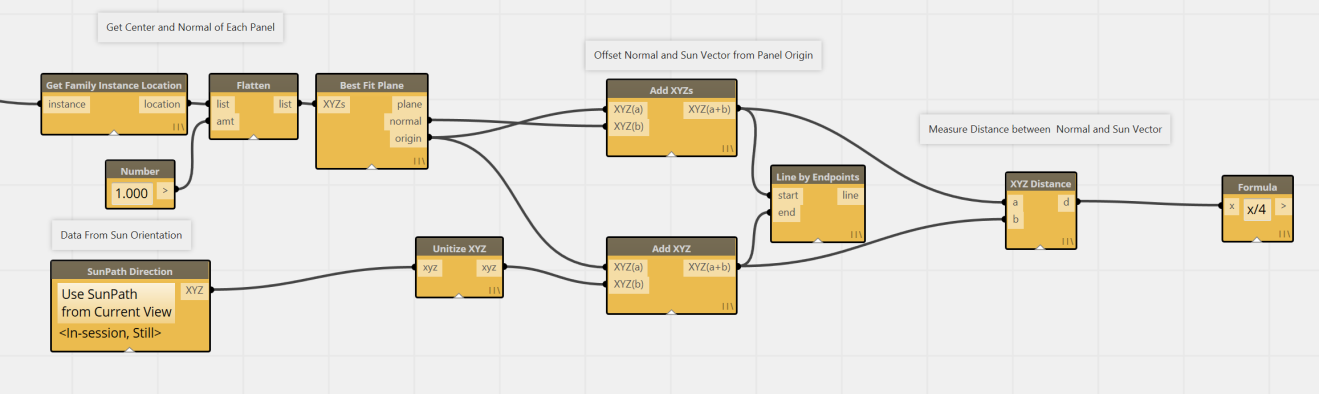 Get Center and Normal of Each Panel
Get Family Instance Location
instance location
Flatten
list list
amt
Best Fit Plane
XYZs plane
normal
origin
Number
1.000 >
Data From Sun Orientation
SunPath Direction
Use SunPath
from Current View
XYZ
<In-session, Still>
Unitize XYZ
xyz xyz
Offset Normal and Sun Vector from Panel Origin
Add XYZs
XYZ(a) XYZ(a+b)
XYZ(b)
Line by Endpoints
start line
end
Add XYZ
XYZ(a) XYZ(a+b)
XYZ(b)
Measure Distance between Normal and Sun Vector
XYZ Distance
a d
b
Formula
x x/4 >